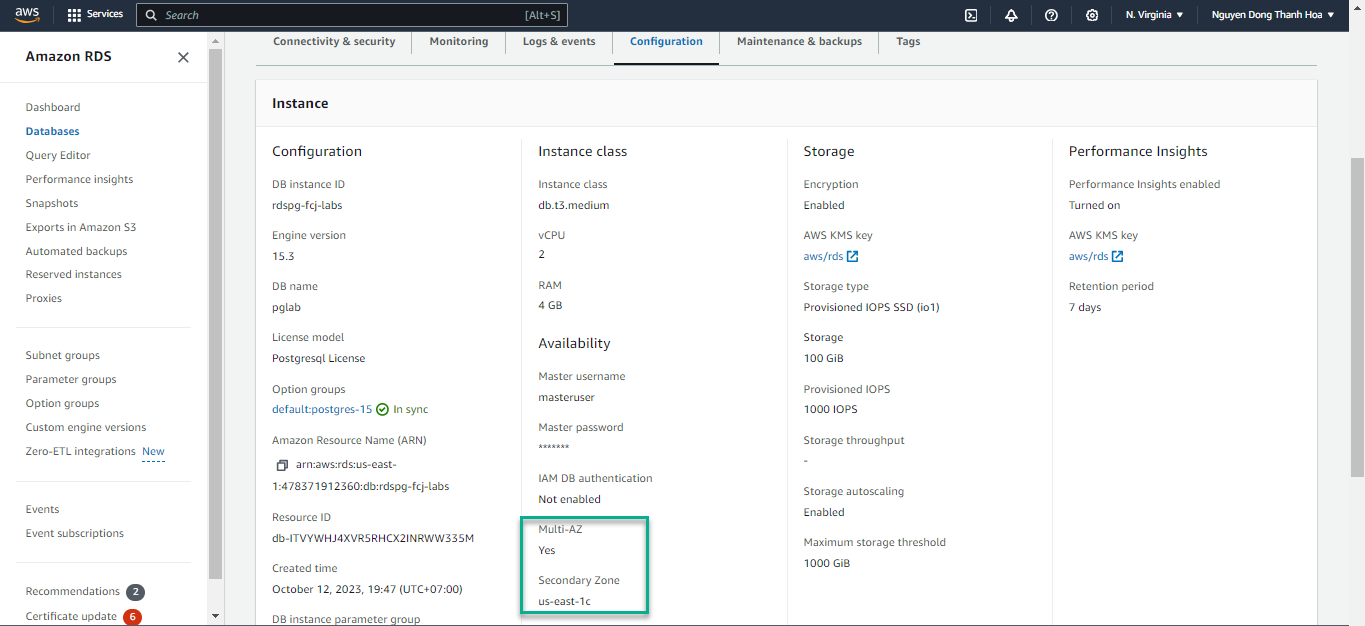 aws
Services
Search
[Alt+S]
N. Virginia
Nguyen Dong Thanh Hoa
Amazon RDS
Dashboard
Databases
Query Editor
Performance insights
Snapshots
Exports in Amazon S3
Automated backups
Reserved instances
Proxies
Subnet groups
Parameter groups
Option groups
Custom engine versions
Zero-ETL integrations New
Events
Event subscriptions
Recommendations 2
Certificate update 6
Connectivity & security
Monitoring
Logs & events
Configuration
Maintenance & backups
Tags
Instance
Configuration
DB instance ID
rdspg-fcj-labs
Engine version
15.3
DB name
pglab
License model
Postgresql License
Option groups
default:postgres-15 In sync
Amazon Resource Name (ARN)
arn:aws:rds:us-east-
1:478371912360:db:rdspg-fcj-labs
Resource ID
db-ITVYWHJ4XVR5RHCX2INRWW335M
Created time
October 12, 2023, 19:47 (UTC+07:00)
DB instance parameter group
Instance class
Instance class
db.t3.medium
vCPU
2
RAM
4 GB
Availability
Master username
masteruser
Master password
*******
IAM DB authentication
Not enabled
Multi-AZ
Yes
Secondary Zone
us-east-1c
Storage
Encryption
Enabled
AWS KMS key
aws/rds
Storage type
Provisioned IOPS SSD (io1)
Storage
100 GiB
Provisioned IOPS
1000 IOPS
Storage throughput
-
Storage autoscaling
Enabled
Maximum storage threshold
1000 GiB
Performance Insights
Performance Insights enabled
Turned on
AWS KMS key
aws/rds
Retention period
7 days